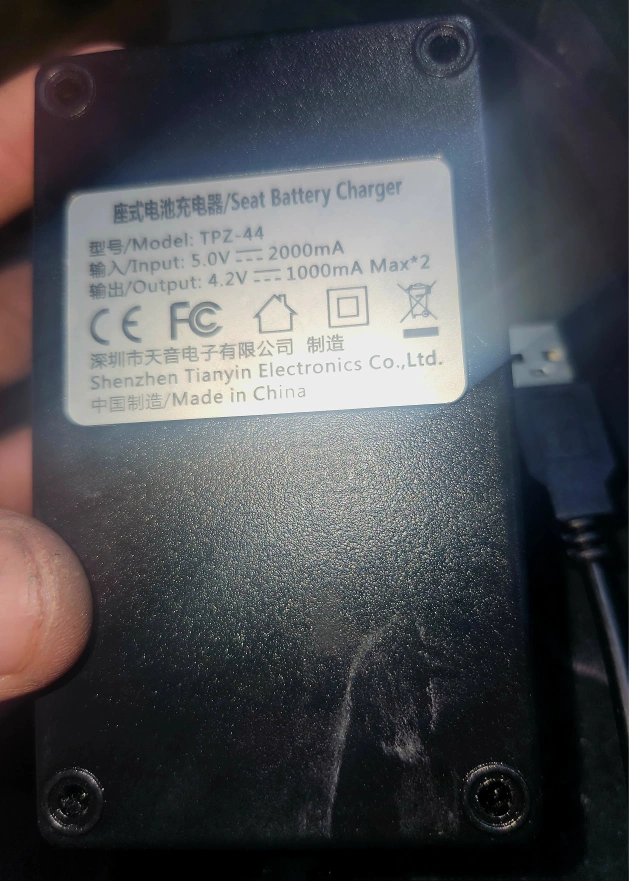 座式电池充电器/Seat Battery Charger
型号/Model: TPZ-44
输入/Input: 5.0V 2000mA
输出/Output: 4.2V 1000mA Max*2
CE FC
深圳市天音电子有限公司 制造
Shenzhen Tianyin Electronics Co.,Ltd.
中国制造/Made in China